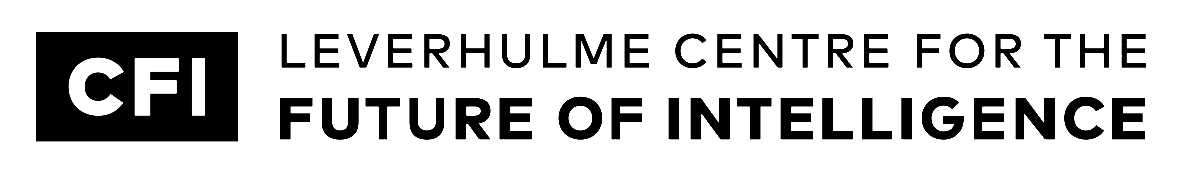 CFI
LEVERHULME CENTRE FOR THE
FUTURE OF INTELLIGENCE